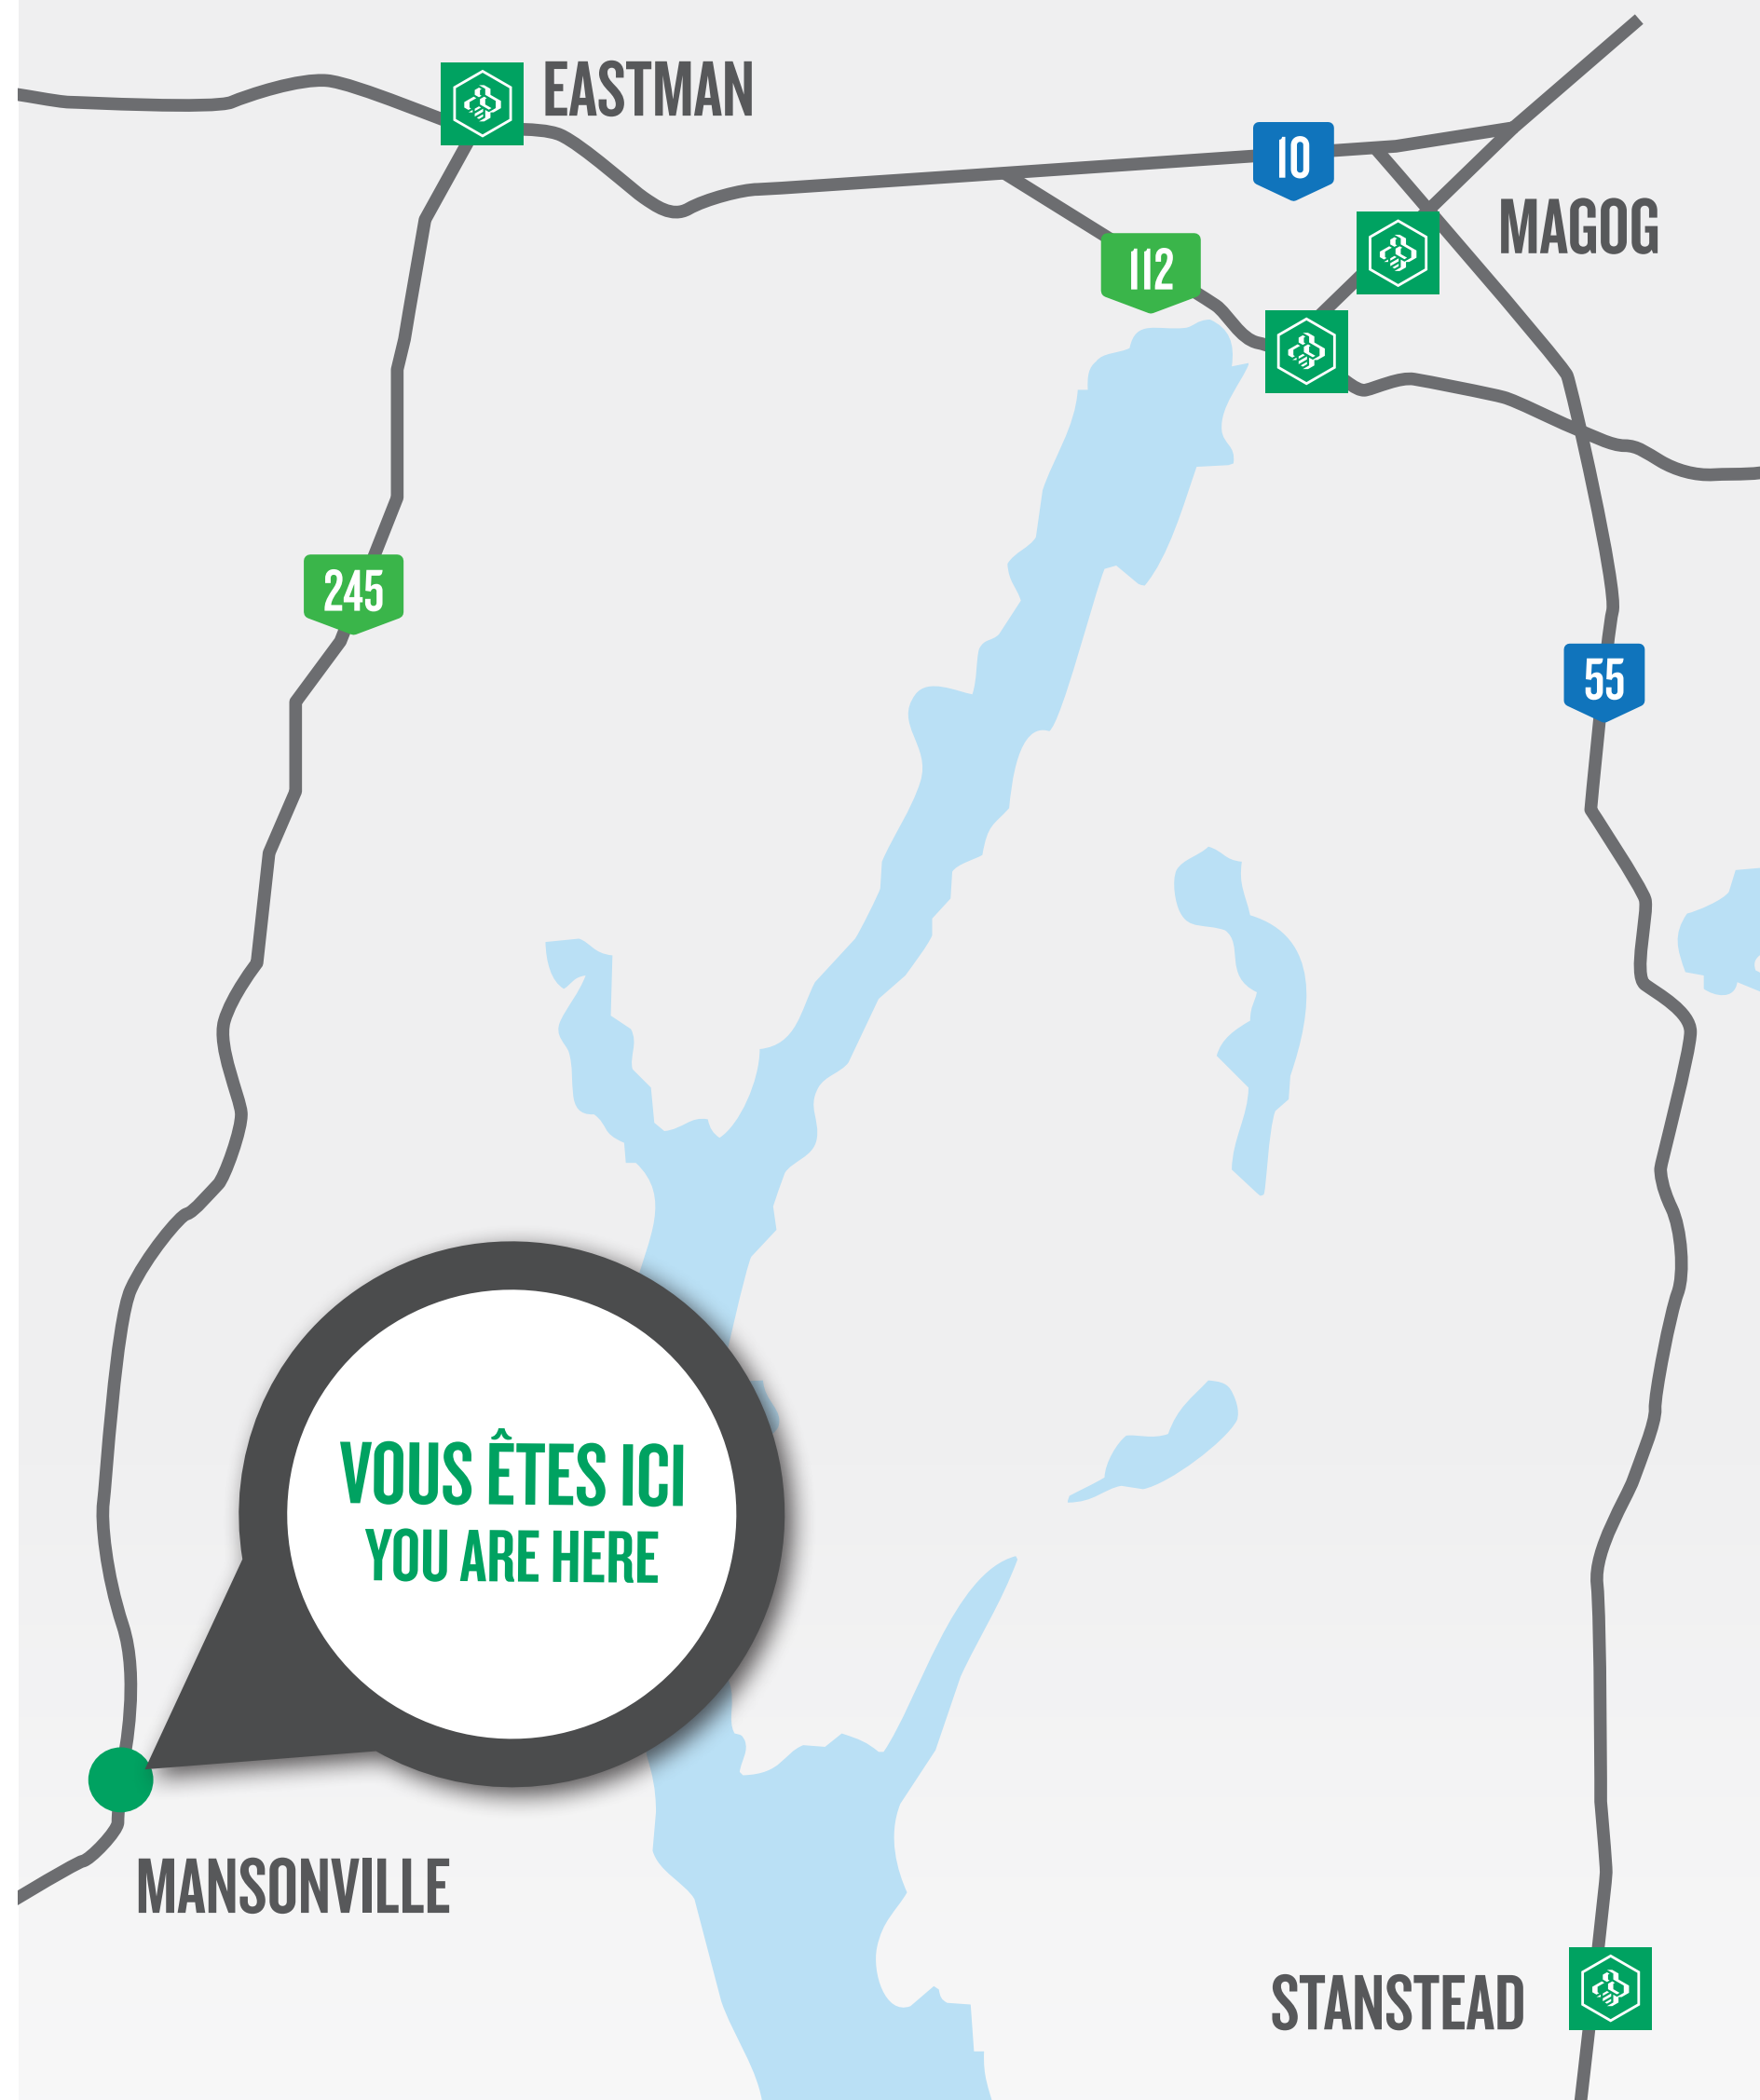 EASTMAN
10
MAGOG
112
245
55
VOUS ÊTES ICI
YOU ARE HERE
MANSONVILLE
STANSTEAD